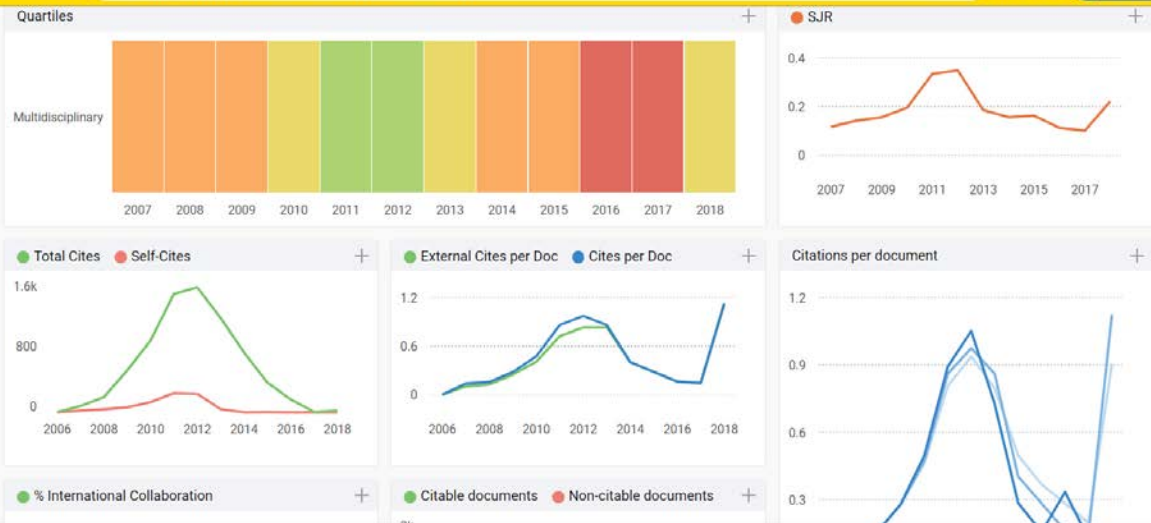 Quartiles
Multidisciplinary
2007 2008 2009 2010 2011 2012 2013 2014 2015 2016 2017 2018
SJR
0.4
0.2
0
2007 2009 2011 2013 2015 2017
Total Cites Self-Cites
1.6k
800
0
2006 2008 2010 2012 2014 2016 2018
External Cites per Doc Cites per Doc
1.2
0.6
0
2006 2008 2010 2012 2014 2016 2018
Citations per document
1.2
0.9
0.6
0.3
% International Collaboration
Citable documents Non-citable documents